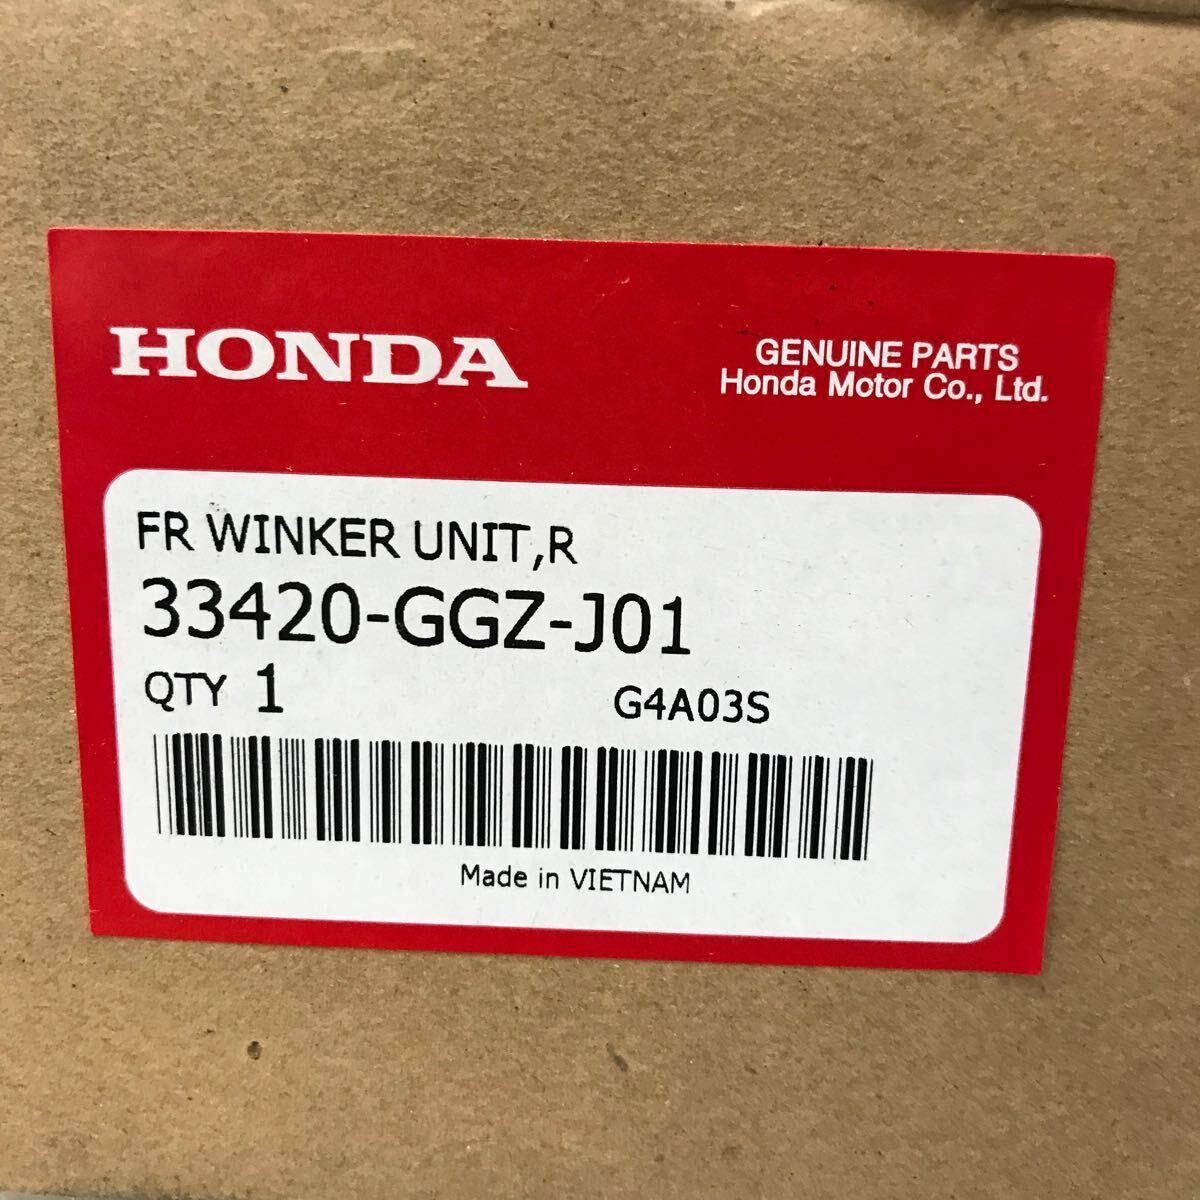 HONDA
GENUINE PARTS
Honda Motor Co., Ltd.
FR WINKER UNIT,R
33420-GGZ-J01
QTY 1
G4A03S
Made in VIETNAM